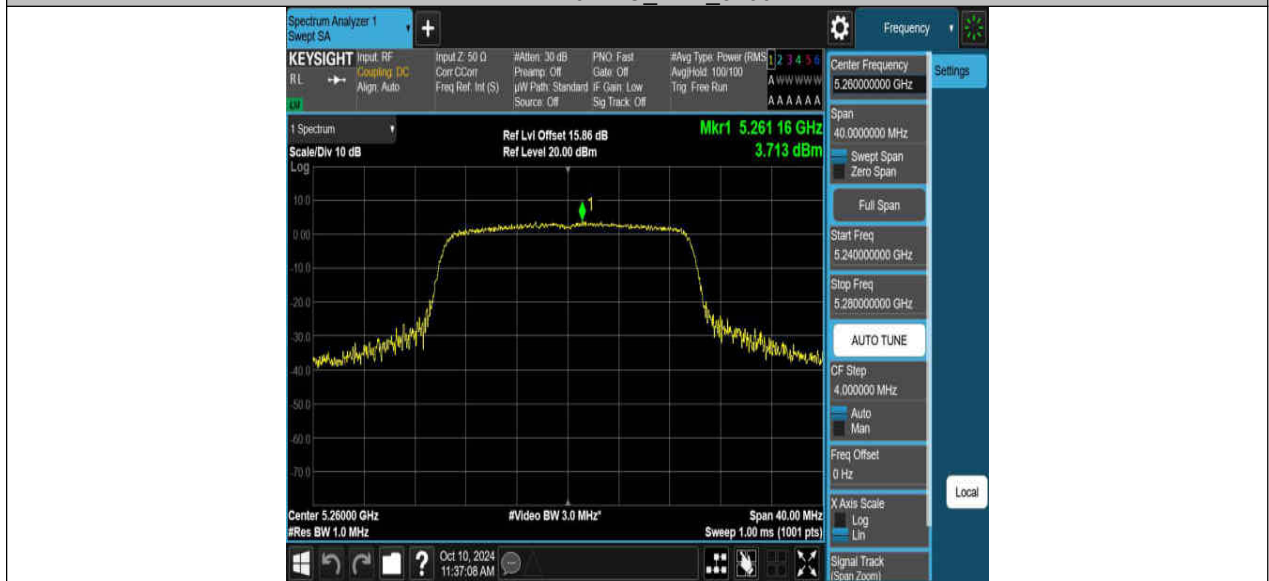 Spectrum Analyzer 1
Swept SA
+
Frequency
KEYSIGHT
RL
Input: RF
Coupling: DC
Align: Auto
Input Z: 50 Ω
Corr CCorr
Freq Ref: Int (S)
#Atten: 30 dB
Preamp: Off
µW Path: Standard
Source: Off
PNO: Fast
Gate: Off
IF Gain: Low
Sig Track: Off
#Avg Type: Power (RMS
Avg|Hold: 100/100
Trig: Free Run
1 2 3 4 5 6
A W W W W W
A A A A A A
Center Frequency
5.260000000 GHz
Settings
Span
40.0000000 MHz
Swept Span
Zero Span
Full Span
Start Freq
5.240000000 GHz
Stop Freq
5.280000000 GHz
AUTO TUNE
CF Step
4.000000 MHz
Auto
Man
Freq Offset
0 Hz
X Axis Scale
Log
Lin
Signal Track
(Span Zoom)
Local
1 Spectrum
Scale/Div 10 dB
Log
Ref Lvl Offset 15.86 dB
Ref Level 20.00 dBm
Mkr1 5.261 16 GHz
3.713 dBm
1
10.0
0.00
-10.0
-20.0
-30.0
-40.0
-50.0
-60.0
-70.0
Center 5.26000 GHz
#Res BW 1.0 MHz
#Video BW 3.0 MHz*
Span 40.00 MHz
Sweep 1.00 ms (1001 pts)
?
Oct 10, 2024
11:37:08 AM